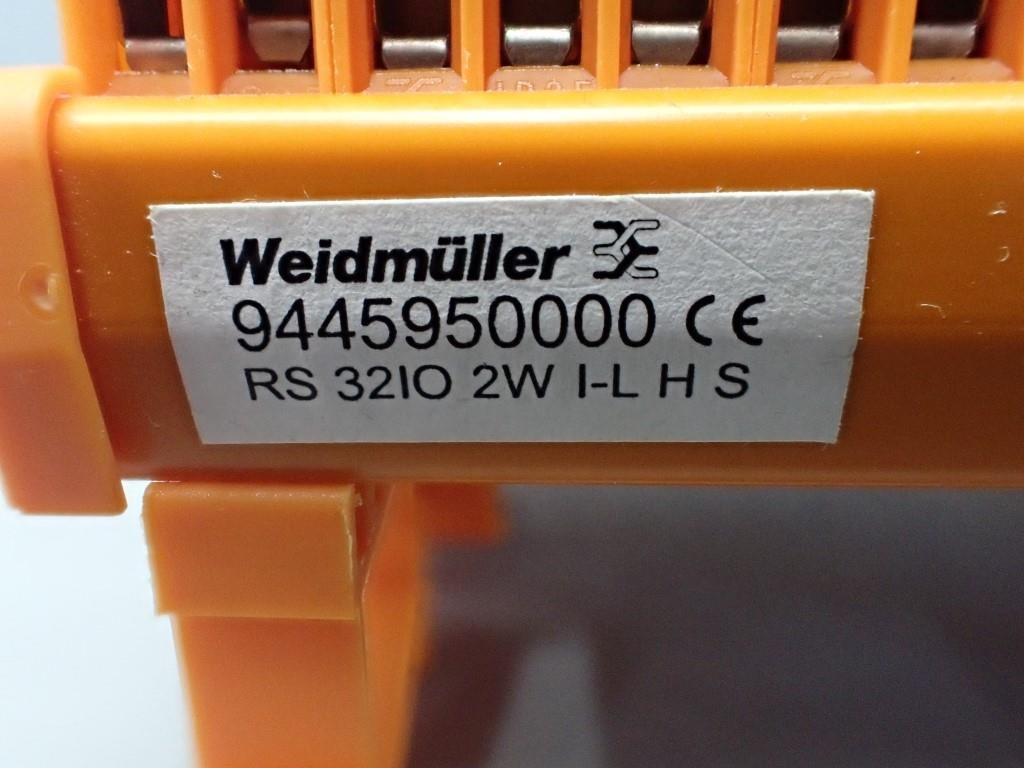 Weidmüller
9445950000 CE
RS 32IO 2W I-L H S